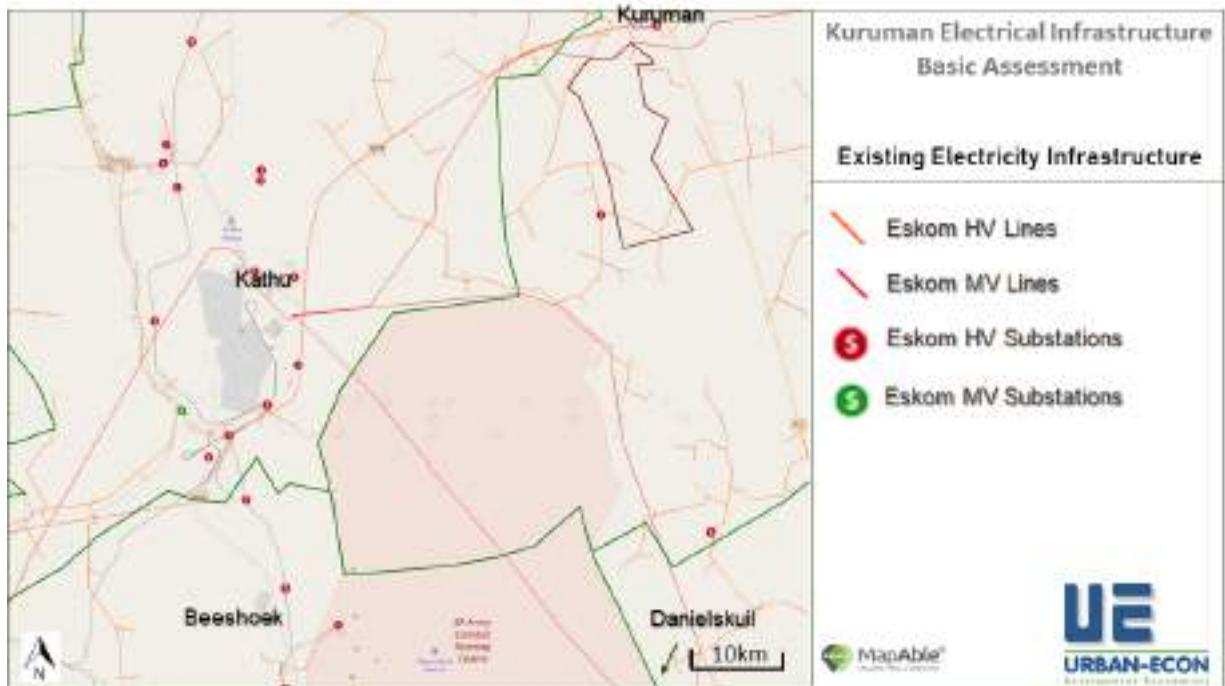 Kuruman
Kathu
Beeshoek
Danielskuil
10km
N
Kuruman Electrical Infrastructure
Basic Assessment
Existing Electricity Infrastructure
Eskom HV Lines
Eskom MV Lines
S Eskom HV Substations
S Eskom MV Substations
MapAble®
UE
URBAN-ECON